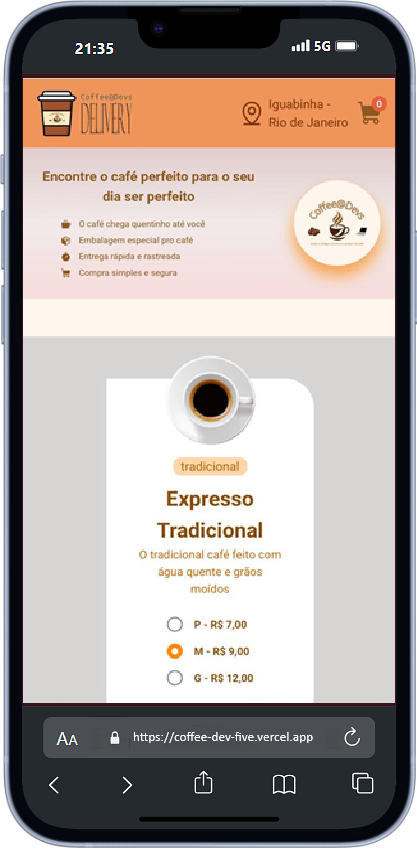 21:35
5G
Coffee@Devs
DELIVERY
Iguabinha -
Rio de Janeiro
0
Encontre o café perfeito para o seu
dia ser perfeito
O café chega quentinho até você
Embalagem especial pro café
Entrega rápida e rastreada
Compra simples e segura
Coffee@Devs
tradicional
Expresso
Tradicional
O tradicional café feito com
água quente e grãos
moídos
P - R$ 7,00
M - R$ 9,00
G - R$ 12,00
AA
https://coffee-dev-five.vercel.app